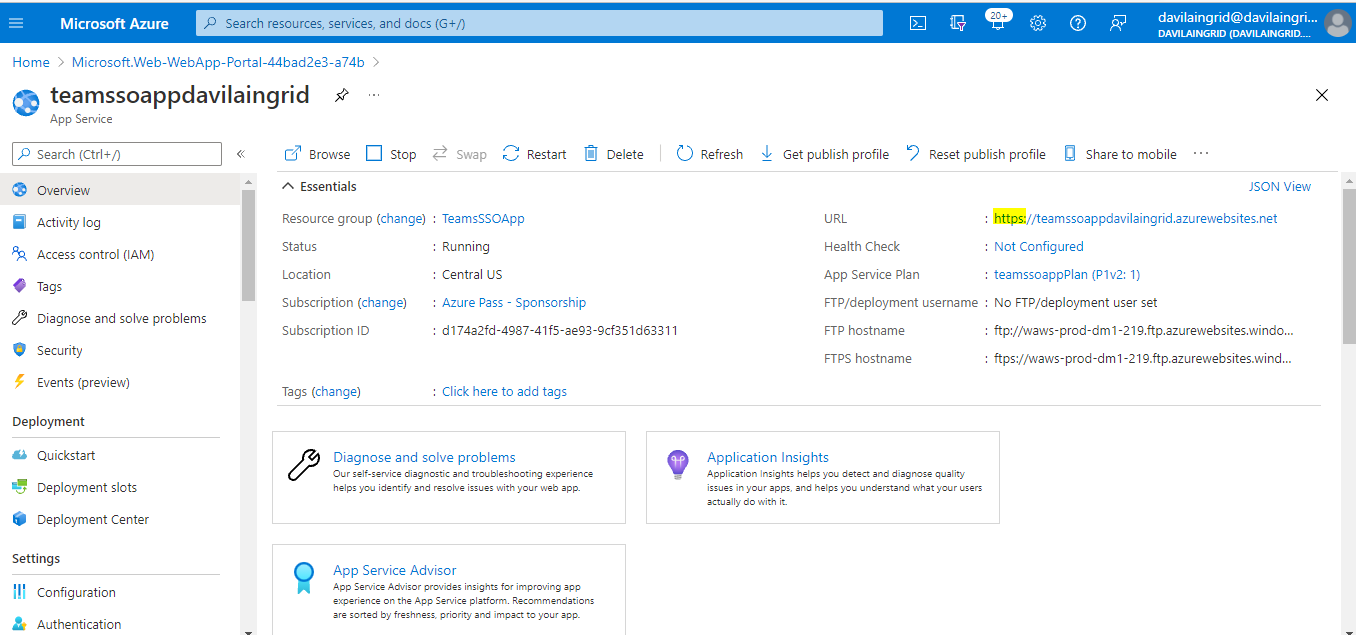 Microsoft Azure
Search resources, services, and docs (G+/)
20+
davilaingrid@davilaingri...
DAVILAINGRID (DAVILAINGRID....
Home > Microsoft.Web-WebApp-Portal-44bad2e3-a74b >
teamssoappdavilaingrid
...
App Service
Search (Ctrl+/)
«
Browse Stop Swap Restart Delete Refresh Get publish profile Reset publish profile Share to mobile ...
Overview
Activity log
Access control (IAM)
Tags
Diagnose and solve problems
Security
Events (preview)
Deployment
Quickstart
Deployment slots
Deployment Center
Settings
Configuration
Authentication
Essentials
JSON View
Resource group (change) : TeamsSSOApp
Status : Running
Location : Central US
Subscription (change) : Azure Pass - Sponsorship
Subscription ID : d174a2fd-4987-41f5-ae93-9cf351d63311
URL : https://teamssoappdavilaingrid.azurewebsites.net
Health Check : Not Configured
App Service Plan : teamssoappPlan (P1v2: 1)
FTP/deployment username : No FTP/deployment user set
FTP hostname : ftp://waws-prod-dm1-219.ftp.azurewebsites.windo...
FTPS hostname : ftps://waws-prod-dm1-219.ftp.azurewebsites.wind...
Tags (change) : Click here to add tags
Diagnose and solve problems
Our self-service diagnostic and troubleshooting experience
helps you identify and resolve issues with your web app.
Application Insights
Application Insights helps you detect and diagnose quality
issues in your apps, and helps you understand what your users
actually do with it.
App Service Advisor
App Service Advisor provides insights for improving app
experience on the App Service platform. Recommendations
are sorted by freshness, priority and impact to your app.